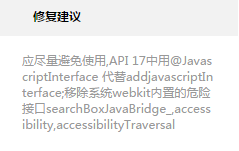 修复建议
应尽量避免使用,API 17中用@Javas
criptInterface 代替addjavascriptIn
terface;移除系统webkit内置的危险
接口searchBoxJavaBridge_,access
ibility,accessibilityTraversal